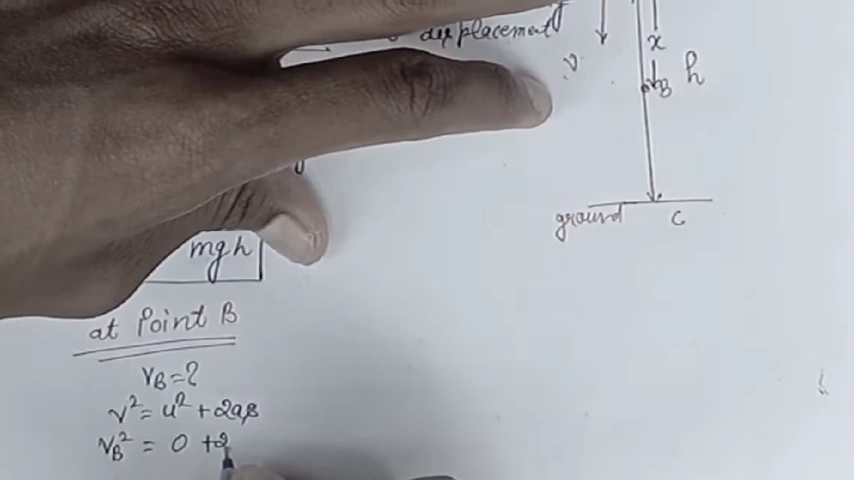 displacement
v
x
B h
ground C
mgh
at Point B
VB = ?
v² = u² + 2as
VB² = 0 + 2